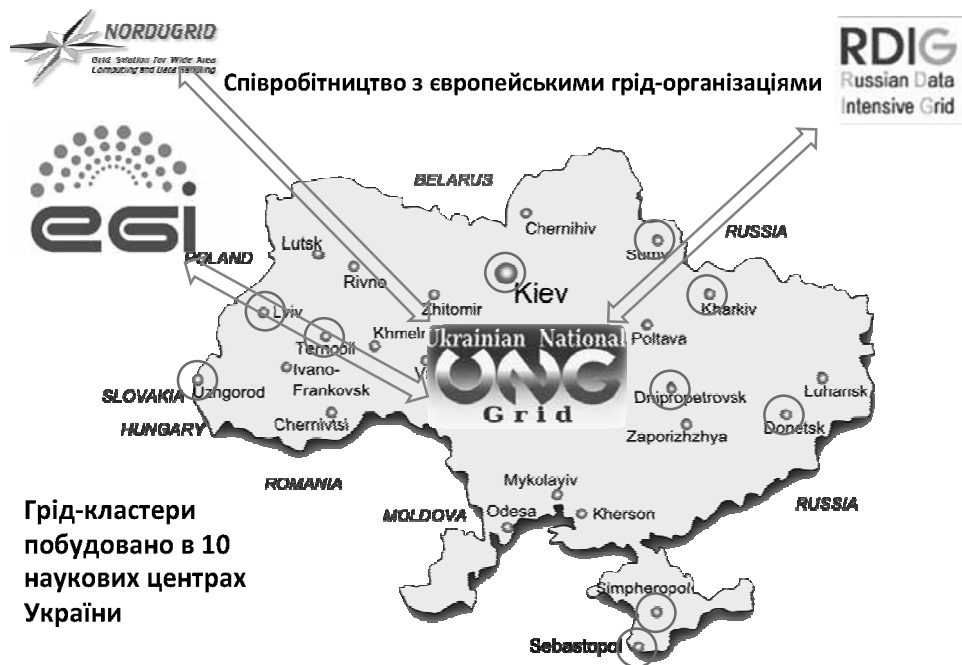 NORDUGRID
Grid Solution for Wide Area
Computing and Data Handling
RDIG
Russian Data
Intensive Grid
Співробітництво з європейськими грід-організаціями
egi
BELARUS
Chernihiv
RUSSIA
Sumy
Lutsk
POLAND
Rivno
Kiev
Zhitomir
Kharkiv
Lviv
Ternopil
Khmeln
Poltava
Ukrainian National
UNG
Grid
Ivano-
Frankovsk
Uzhgorod
SLOVAKIA
Dnipropetrovsk
Luhansk
Chernivtsi
HUNGARY
Donetsk
Zaporizhzhya
ROMANIA
Mykolayiv
MOLDOVA
Odesa
Kherson
RUSSIA
Грід-кластери
побудовано в 10
наукових центрах
України
Simpheropol
Sebastopol